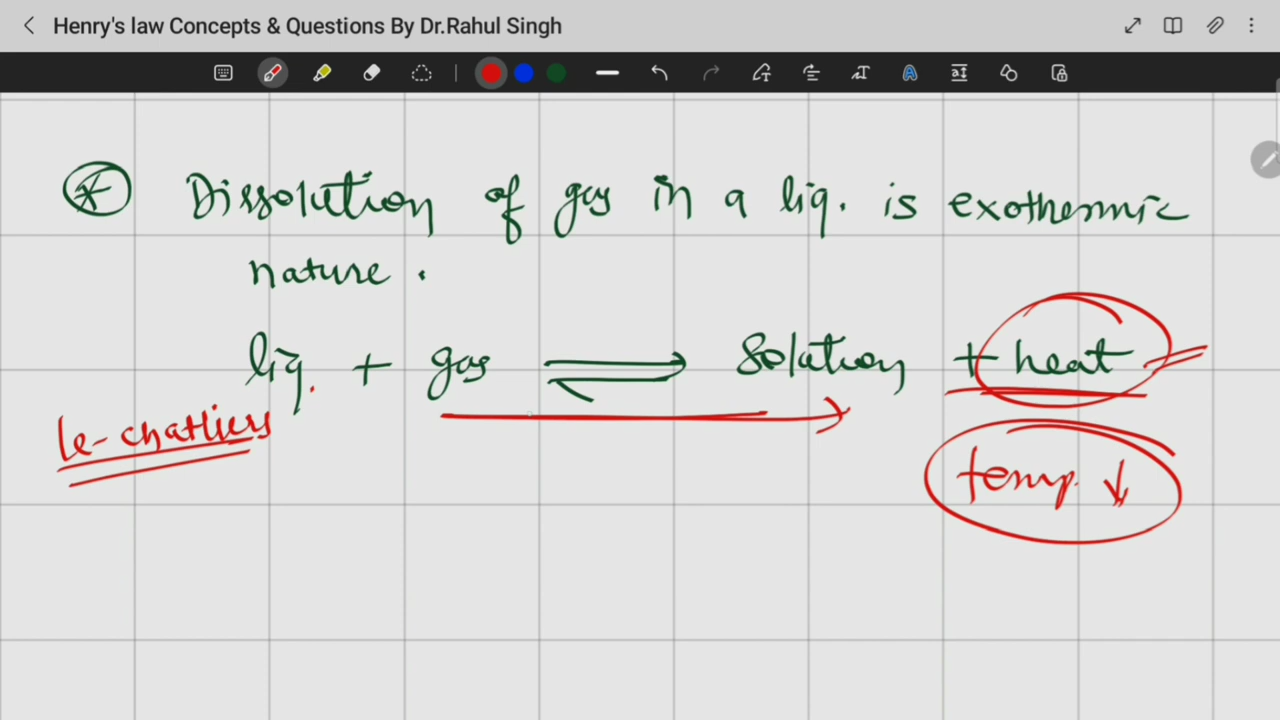 Henry's law Concepts & Questions By Dr.Rahul Singh
Dissolution of gas in a liq. is exothermic
nature.
liq. + gas ⇌ Solution + heat
le-chatliers
temp. ↓